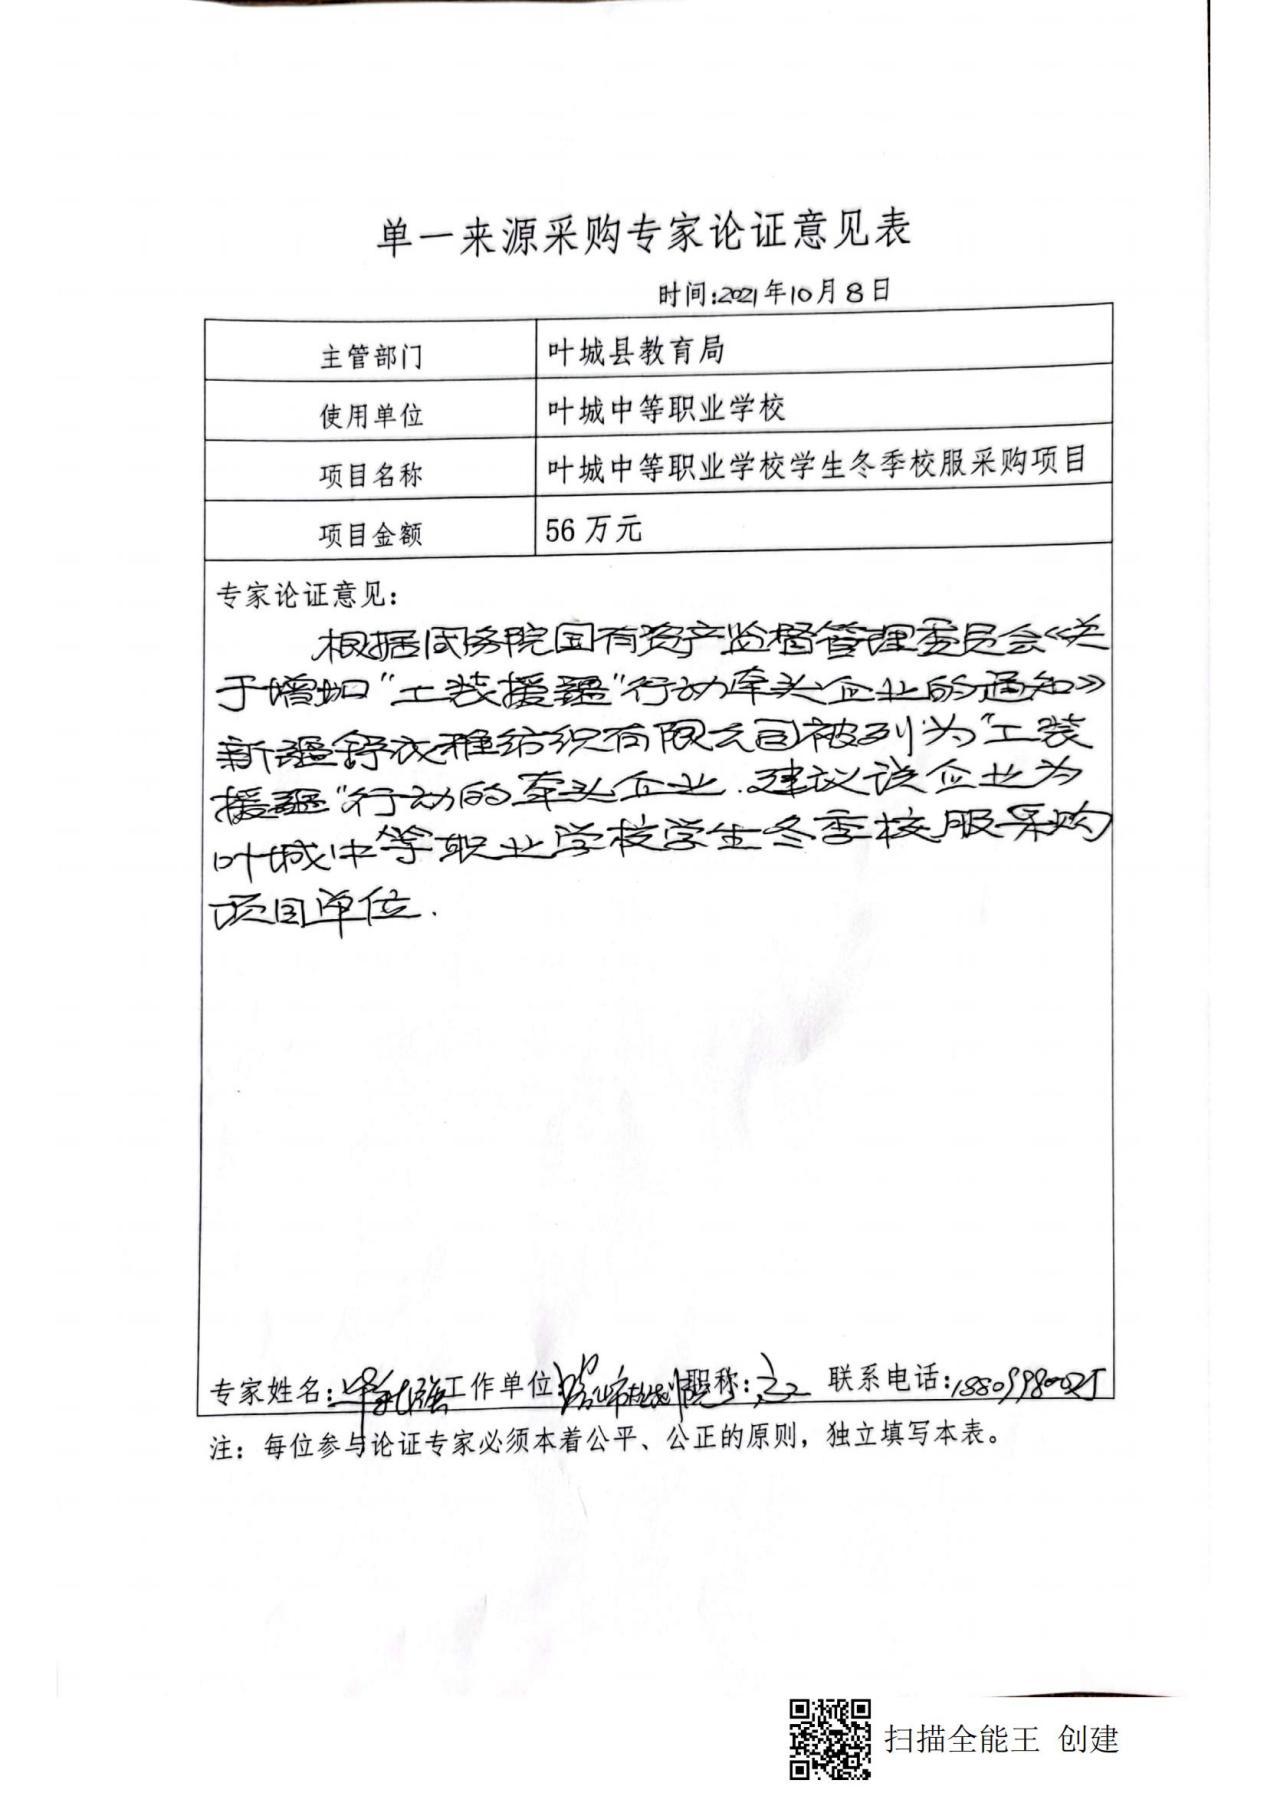 单一来源采购专家论证意见表
时间:2021年10月8日
主管部门 叶城县教育局
使用单位 叶城中等职业学校
项目名称 叶城中等职业学校学生冬季校服采购项目
项目金额 56万元
专家论证意见:
根据国务院国有资产监督管理委员会《关
于增加“工装援疆”行动牵头企业的通知》
新疆舒衣雅纺织有限公司被列为“工装
援疆”行动的牵头企业.建议该企业为
叶城中等职业学校学生冬季校服采购
项目单位.
专家姓名: 工作单位: 职称: 联系电话:
注:每位参与论证专家必须本着公平、公正的原则，独立填写本表。
扫描全能王 创建